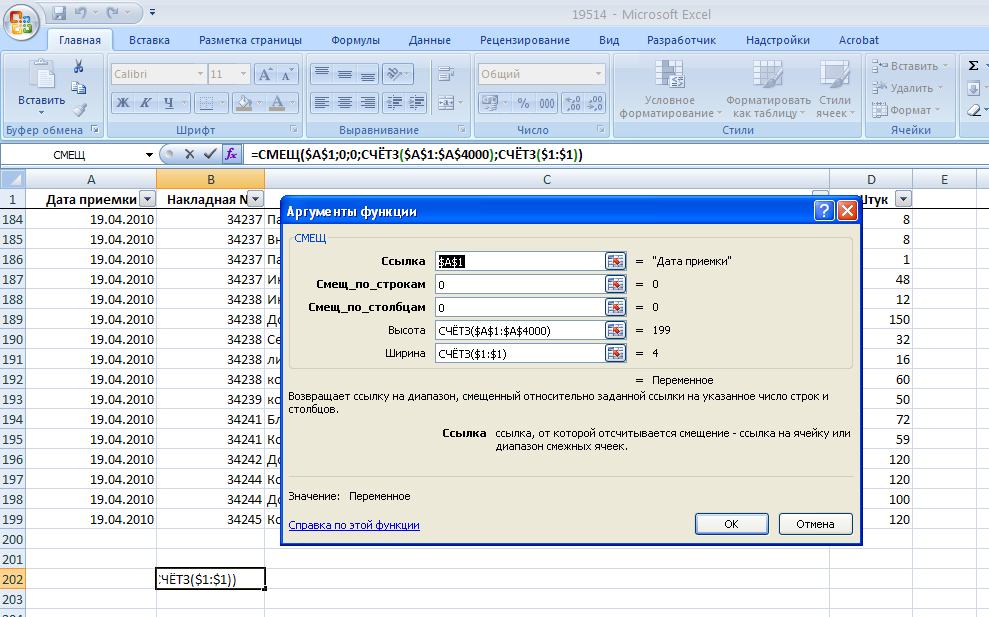 19514 - Microsoft Excel
Главная Вставка Разметка страницы Формулы Данные Рецензирование Вид Разработчик Надстройки Acrobat
Вставить
Calibri 11
Ж К Ч
Общий
% 000
Условное форматирование
Форматировать как таблицу
Стили ячеек
Вставить
Удалить
Формат
Σ
Буфер обмена Шрифт Выравнивание Число Стили Ячейки
СМЕЩ fx =СМЕЩ($A$1;0;0;СЧЁТЗ($A$1:$A$4000);СЧЁТЗ($1:$1))
A B C D E
1 Дата приемки Накладная Штук
184 19.04.2010 34237 Па 8
185 19.04.2010 34237 Вн 8
186 19.04.2010 34237 Па 1
187 19.04.2010 34237 Ин 48
188 19.04.2010 34238 Ин 12
189 19.04.2010 34238 До 150
190 19.04.2010 34238 Се 32
191 19.04.2010 34238 ли 16
192 19.04.2010 34238 ко 60
193 19.04.2010 34239 ко 50
194 19.04.2010 34241 Бл 72
195 19.04.2010 34241 Ко 59
196 19.04.2010 34242 До 120
197 19.04.2010 34244 Ко 120
198 19.04.2010 34244 До 100
199 19.04.2010 34245 Ко 120
200
201
202 СЧЁТЗ($1:$1))
203
Аргументы функции
СМЕЩ
Ссылка $A$1 = "Дата приемки"
Смещ_по_строкам 0 = 0
Смещ_по_столбцам 0 = 0
Высота СЧЁТЗ($A$1:$A$4000) = 199
Ширина СЧЁТЗ($1:$1) = 4
= Переменное
Возвращает ссылку на диапазон, смещенный относительно заданной ссылки на указанное число строк и
столбцов.
Ссылка ссылка, от которой отсчитывается смещение - ссылка на ячейку или
диапазон смежных ячеек.
Значение: Переменное
Справка по этой функции
OK Отмена